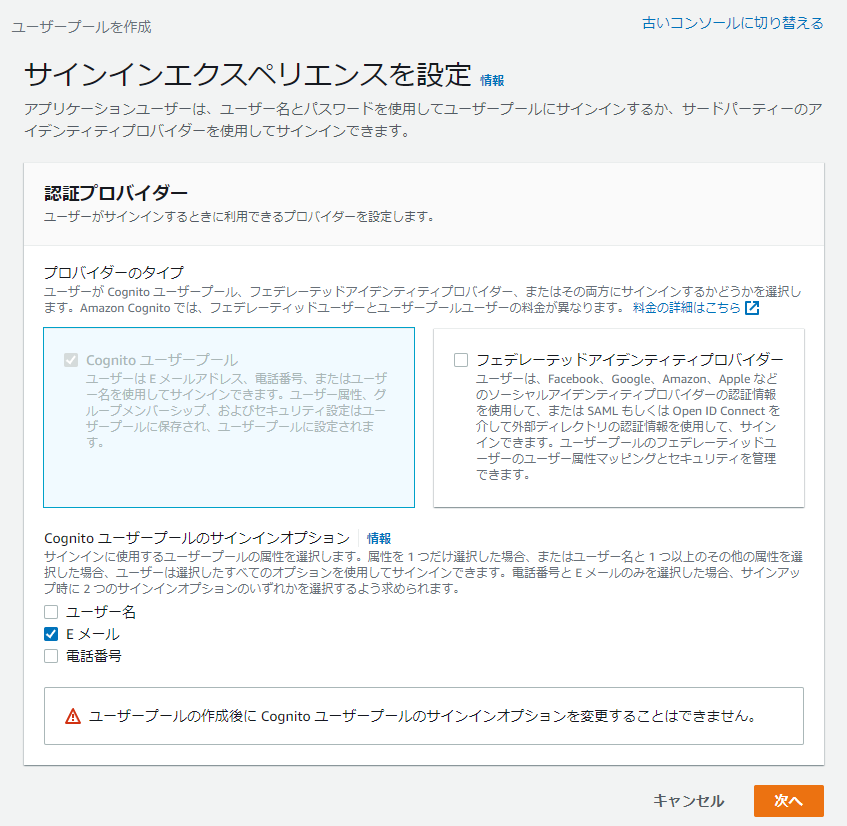 ユーザープールを作成
古いコンソールに切り替える
サインインエクスペリエンスを設定 情報
アプリケーションユーザーは、ユーザー名とパスワードを使用してユーザープールにサインインするか、サードパーティーのア
イデンティティプロバイダーを使用してサインインできます。
認証プロバイダー
ユーザーがサインインするときに利用できるプロバイダーを設定します。
プロバイダーのタイプ
ユーザーが Cognito ユーザープール、フェデレーテッドアイデンティティプロバイダー、またはその両方にサインインするかどうかを選択し
ます。Amazon Cognito では、フェデレーティッドユーザーとユーザープールユーザーの料金が異なります。 料金の詳細はこちら
Cognito ユーザープール
ユーザーは E メールアドレス、電話番号、またはユーザ
ー名を使用してサインインできます。ユーザー属性、グ
ループメンバーシップ、およびセキュリティ設定はユー
ザープールに保存され、ユーザープールに設定されま
す。
フェデレーテッドアイデンティティプロバイダー
ユーザーは、Facebook、Google、Amazon、Apple など
のソーシャルアイデンティティプロバイダーの認証情報
を使用して、または SAML もしくは Open ID Connect を
介して外部ディレクトリの認証情報を使用して、サイン
インできます。ユーザープールのフェデレーティッドユ
ーザーのユーザー属性マッピングとセキュリティを管理
できます。
Cognito ユーザープールのサインインオプション 情報
サインインに使用するユーザープールの属性を選択します。属性を 1 つだけ選択した場合、またはユーザー名と 1 つ以上のその他の属性を選
択した場合、ユーザーは選択したすべてのオプションを使用してサインインできます。電話番号と E メールのみを選択した場合、サインアッ
プ時に 2 つのサインインオプションのいずれかを選択するよう求められます。
ユーザー名
E メール
電話番号
ユーザープールの作成後に Cognito ユーザープールのサインインオプションを変更することはできません。
キャンセル
次へ